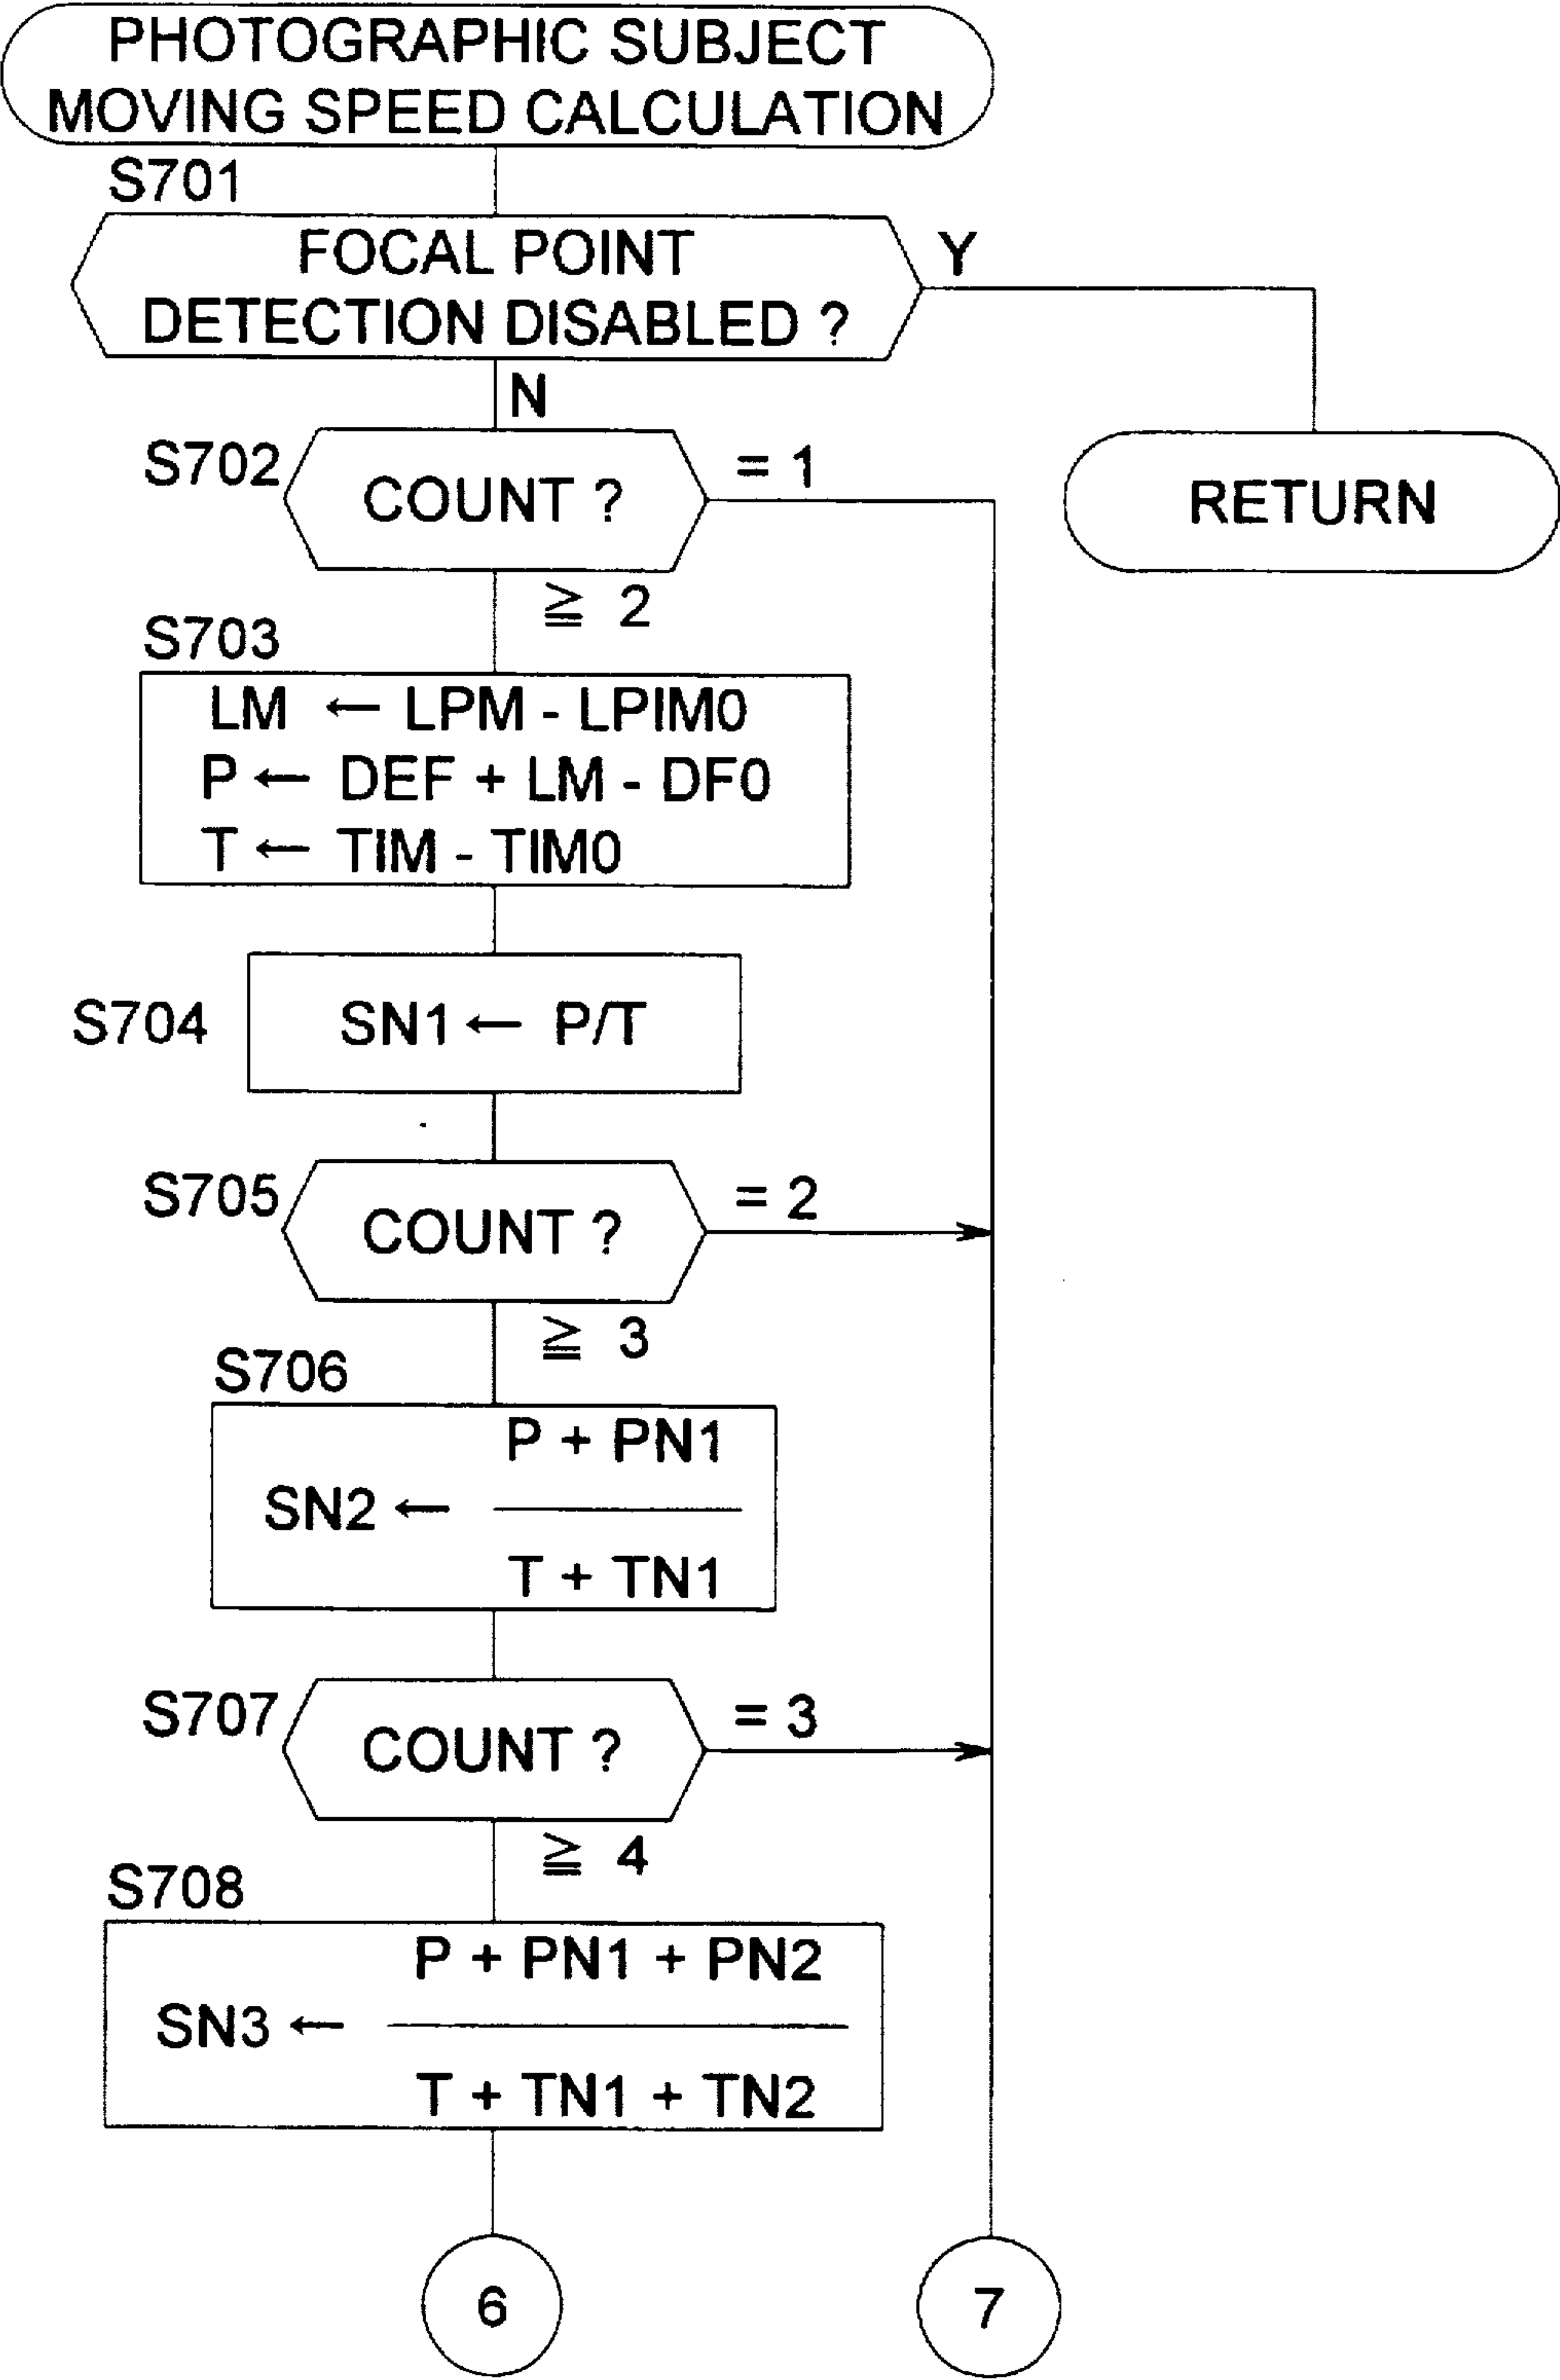 PHOTOGRAPHIC SUBJECT
MOVING SPEED CALCULATION
S701
FOCAL POINT
DETECTION DISABLED ?
Y
N
RETURN
S702
COUNT ?
= 1
≧ 2
S703
LM ← LPM - LPIM0
P ← DEF + LM - DF0
T ← TIM - TIM0
S704
SN1 ← P/T
S705
COUNT ?
= 2
≧ 3
S706
P + PN1
SN2 ←
T + TN1
S707
COUNT ?
= 3
≧ 4
S708
P + PN1 + PN2
SN3 ←
T + TN1 + TN2
6
7